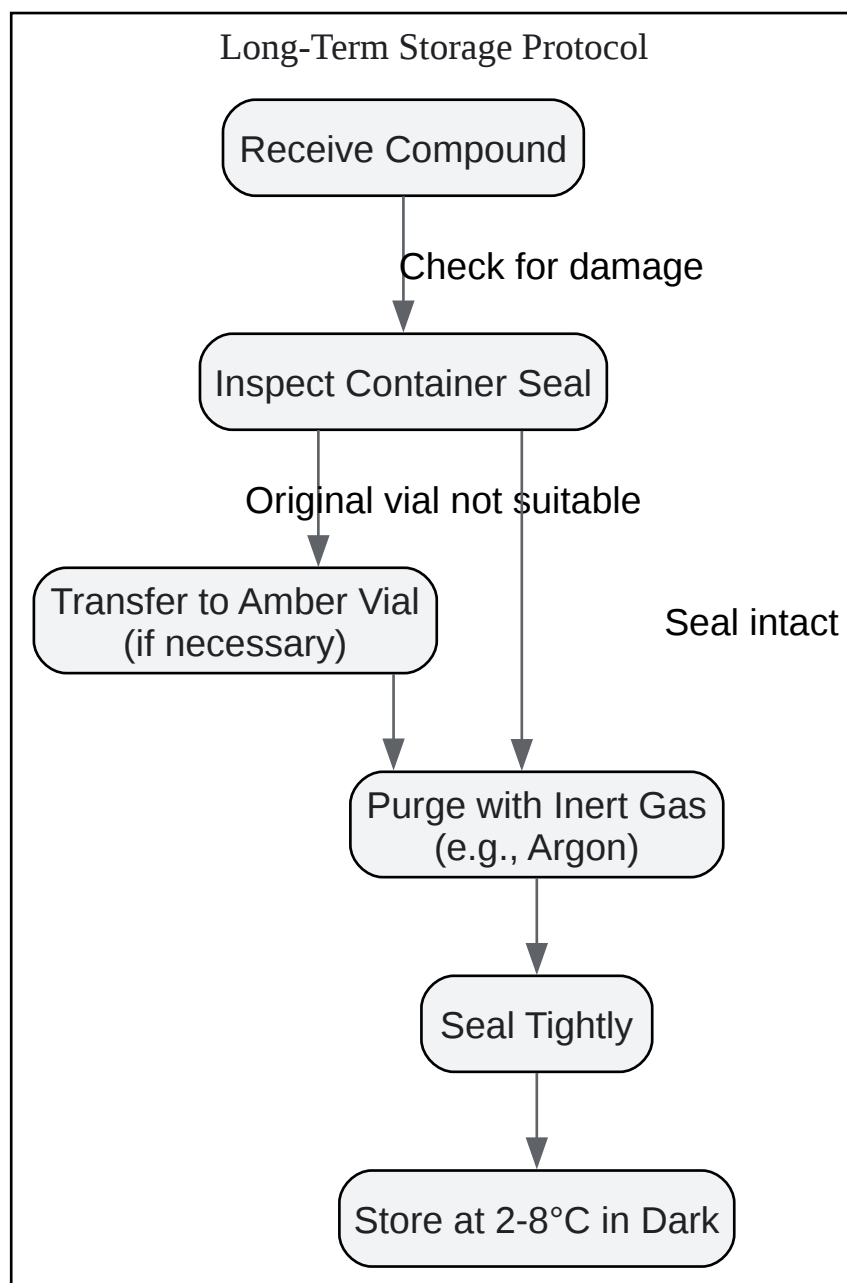 Long-Term Storage Protocol
Receive Compound
Check for damage
Inspect Container Seal
Original vial not suitable
Transfer to Amber Vial
(if necessary)
Seal intact
Purge with Inert Gas
(e.g., Argon)
Seal Tightly
Store at 2-8°C in Dark